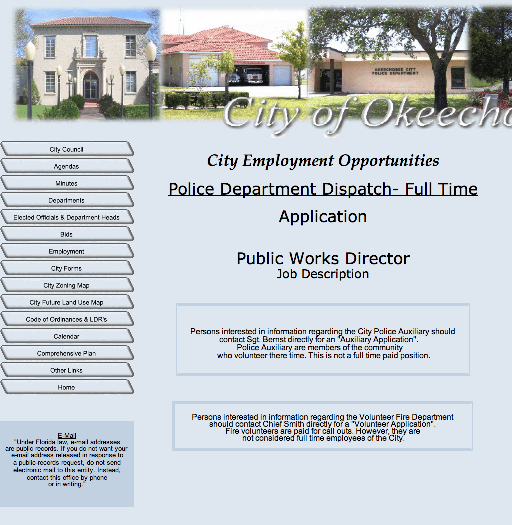 OKEECHOBEE CITY
POLICE DEPARTMENT
City of Okeecho
City Council
Agendas
Minutes
Departments
Elected Officials & Department Heads
Bids
Employment
City Forms
City Zoning Map
City Future Land Use Map
Code of Ordinances & LDR's
Calendar
Comprehensive Plan
Other Links
Home
E-Mail
"Under Florida law, e-mail addresses
are public records. If you do not want your
e-mail address released in response to
a public-records request, do not send
electronic mail to this entity. Instead,
contact this office by phone
or in writing."
City Employment Opportunities
Police Department Dispatch- Full Time
Application
Public Works Director
Job Description
Persons interested in information regarding the City Police Auxiliary should
contact Sgt. Bernst directly for an "Auxiliary Application".
Police Auxiliary are members of the community
who volunteer there time. This is not a full time paid position.
Persons interested in information regarding the Volunteer Fire Department
should contact Chief Smith directly for a "Volunteer Application".
Fire volunteers are paid for call outs. However, they are
not considered full time employees of the City.